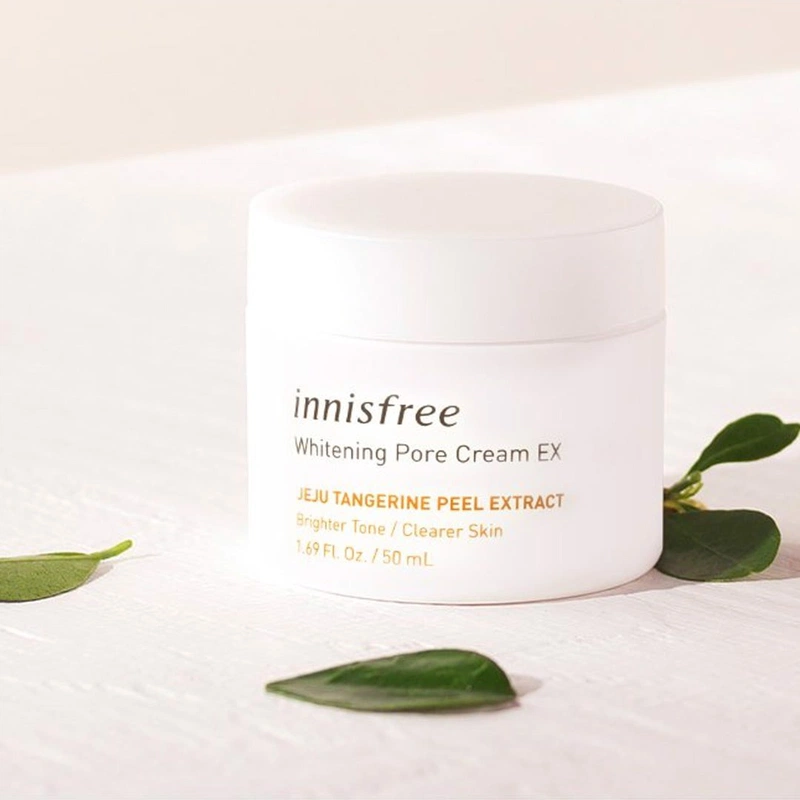 innisfree
Whitening Pore Cream EX
JEJU TANGERINE PEEL EXTRACT
Brighter Tone / Clearer Skin
1.69 Fl. Oz. / 50 mL